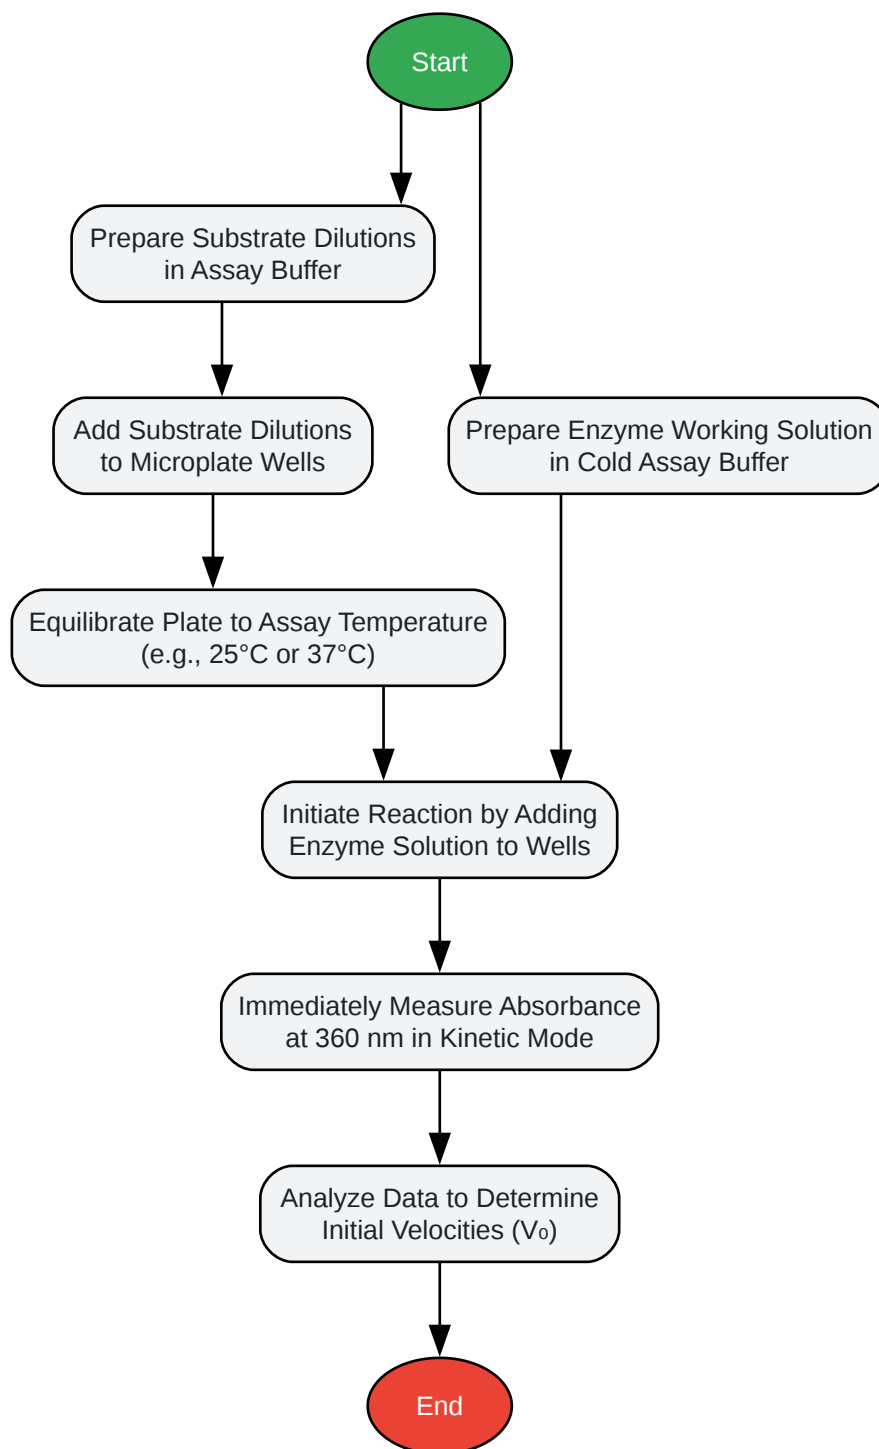 Start
Prepare Substrate Dilutions
in Assay Buffer
Add Substrate Dilutions
to Microplate Wells
Prepare Enzyme Working Solution
in Cold Assay Buffer
Equilibrate Plate to Assay Temperature
(e.g., 25°C or 37°C)
Initiate Reaction by Adding
Enzyme Solution to Wells
Immediately Measure Absorbance
at 360 nm in Kinetic Mode
Analyze Data to Determine
Initial Velocities (V₀)
End